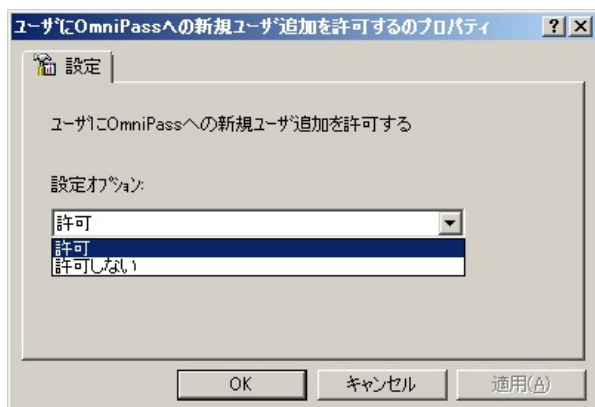 ユーザにOmniPassへの新規ユーザ追加を許可するのプロパティ
設定
ユーザにOmniPassへの新規ユーザ追加を許可する
設定オプション:
許可
許可
許可しない
OK キャンセル 適用(A)